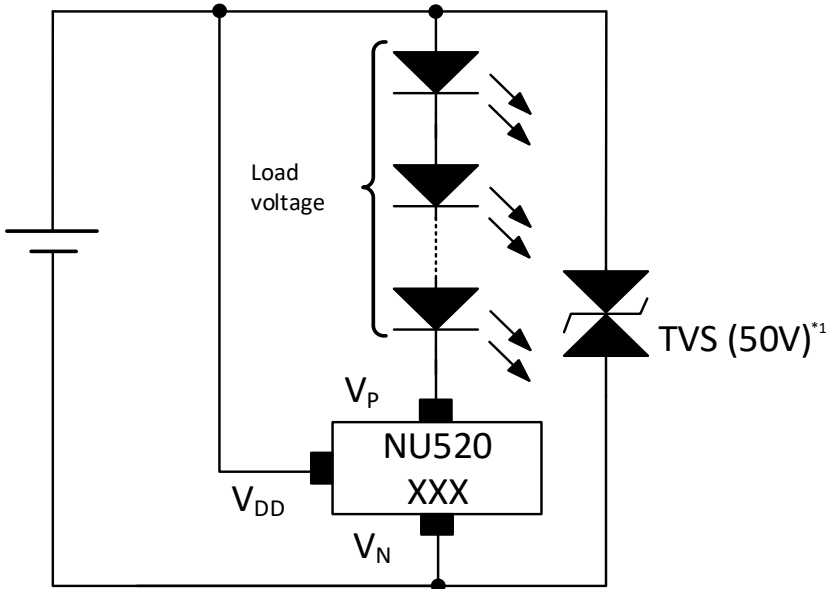 Load
voltage
TVS (50V)*1
VP
NU520
XXX
VDD
VN